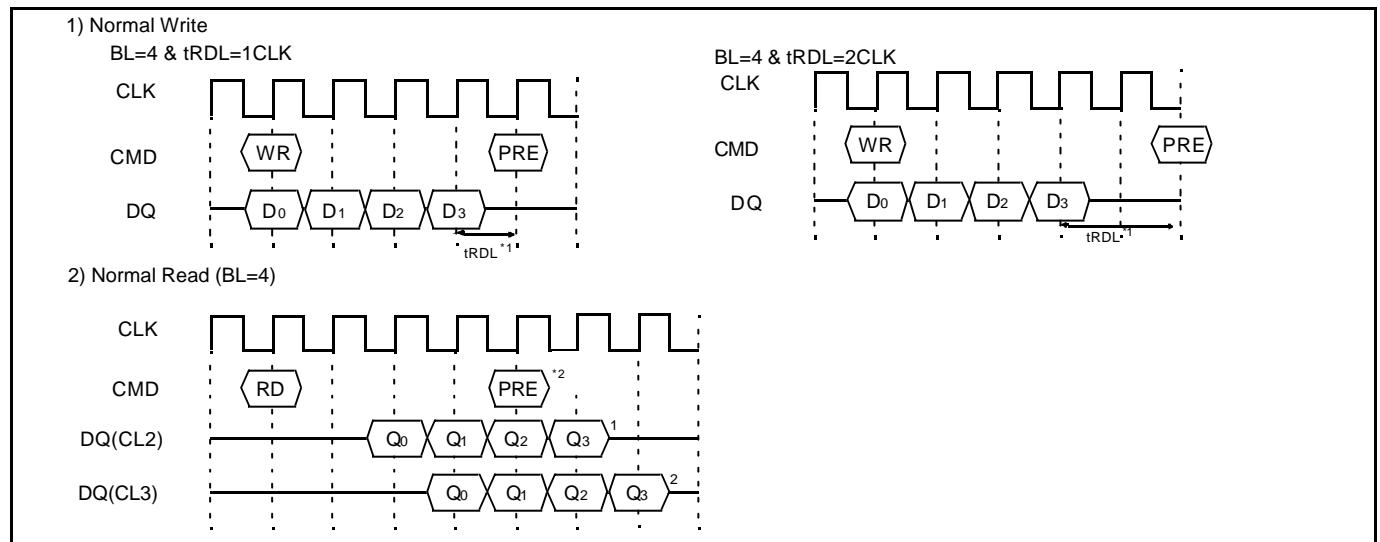 1) Normal Write
BL=4 & tRDL=1CLK
CLK
CMD
WR
PRE
DQ
D0 D1 D2 D3
tRDL*1
BL=4 & tRDL=2CLK
CLK
CMD
WR
PRE
DQ
D0 D1 D2 D3
tRDL*1
2) Normal Read (BL=4)
CLK
CMD
RD
PRE*2
DQ(CL2)
Q0 Q1 Q2 Q3 1
DQ(CL3)
Q0 Q1 Q2 Q3 2